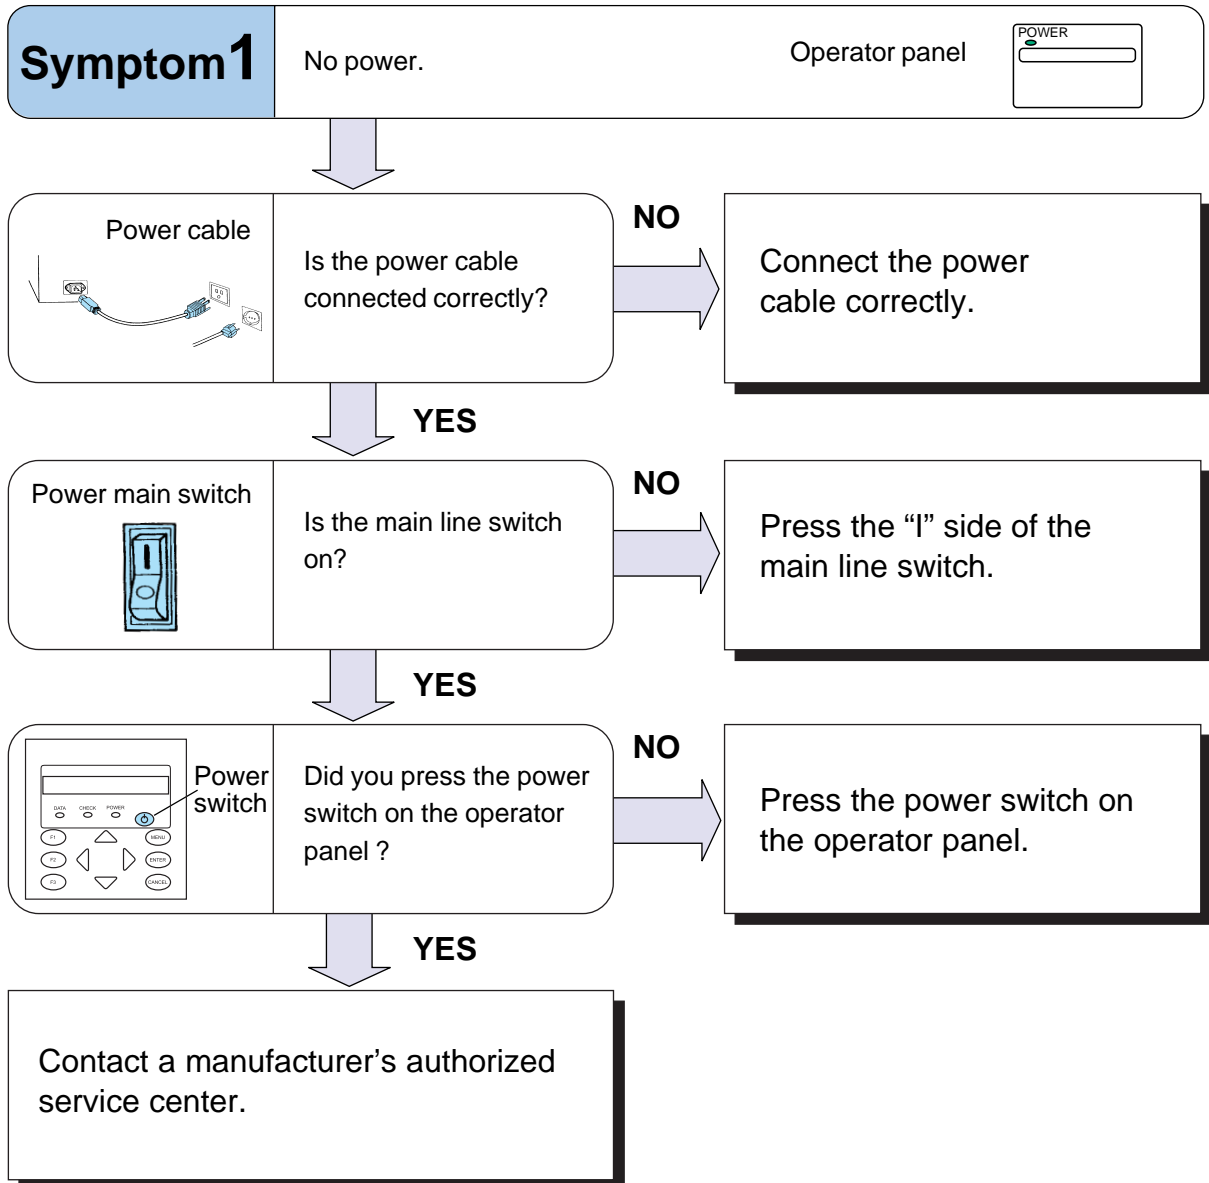 Symptom1
No power.
Operator panel
POWER
Power cable
Is the power cable
connected correctly?
NO
Connect the power
cable correctly.
YES
Power main switch
Is the main line switch
on?
NO
Press the “I” side of the
main line switch.
YES
Power
switch
DATA CHECK POWER
F1
MENU
F2
ENTER
F3
CANCEL
Did you press the power
switch on the operator
panel ?
NO
Press the power switch on
the operator panel.
YES
Contact a manufacturer’s authorized
service center.